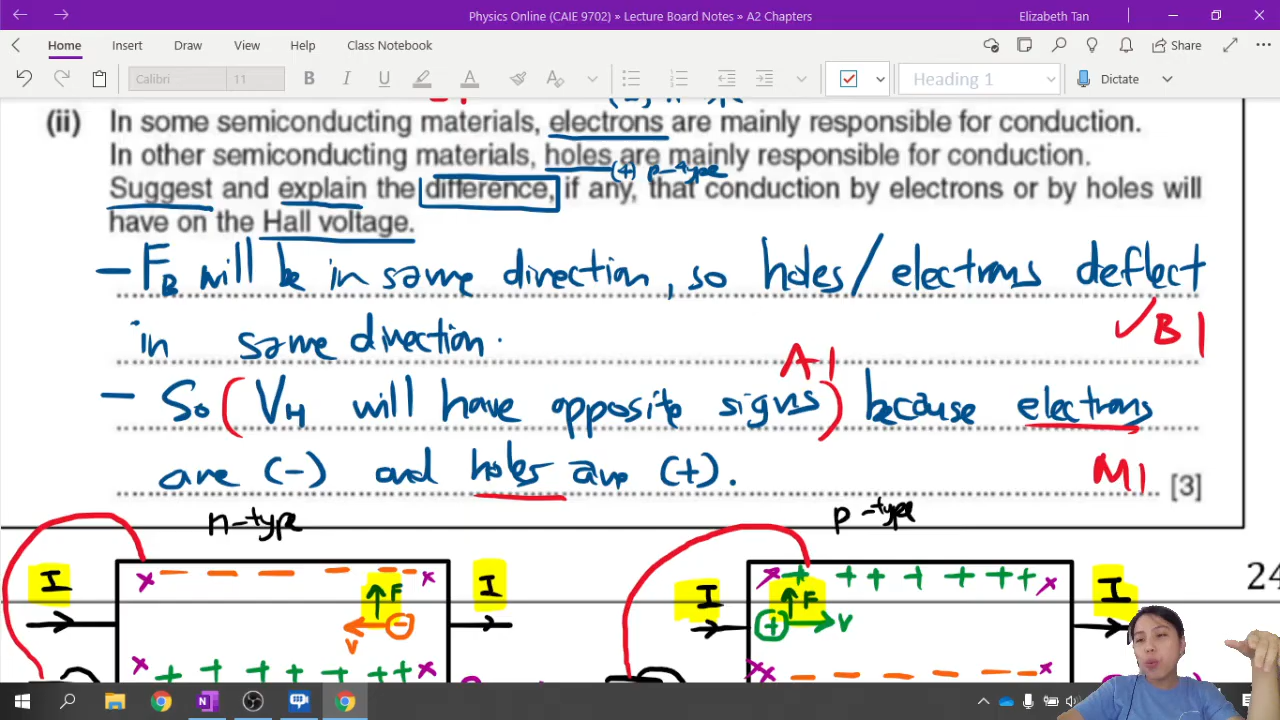 Physics Online (CAIE 9702) » Lecture Board Notes » A2 Chapters
Elizabeth Tan
Home Insert Draw View Help Class Notebook
Share
Calibri 11 B I U A
Heading 1
Dictate
(ii) In some semiconducting materials, electrons are mainly responsible for conduction.
In other semiconducting materials, holes are mainly responsible for conduction.
(+) p-type
Suggest and explain the difference, if any, that conduction by electrons or by holes will
have on the Hall voltage.
- FB will be in same direction, so holes/electrons deflect
in same direction.
✓B1
A1
- So (VH will have opposite signs) because electrons
are (-) and holes are (+).
M1
[3]
n-type p-type
24
I F I I F I
- + v
v